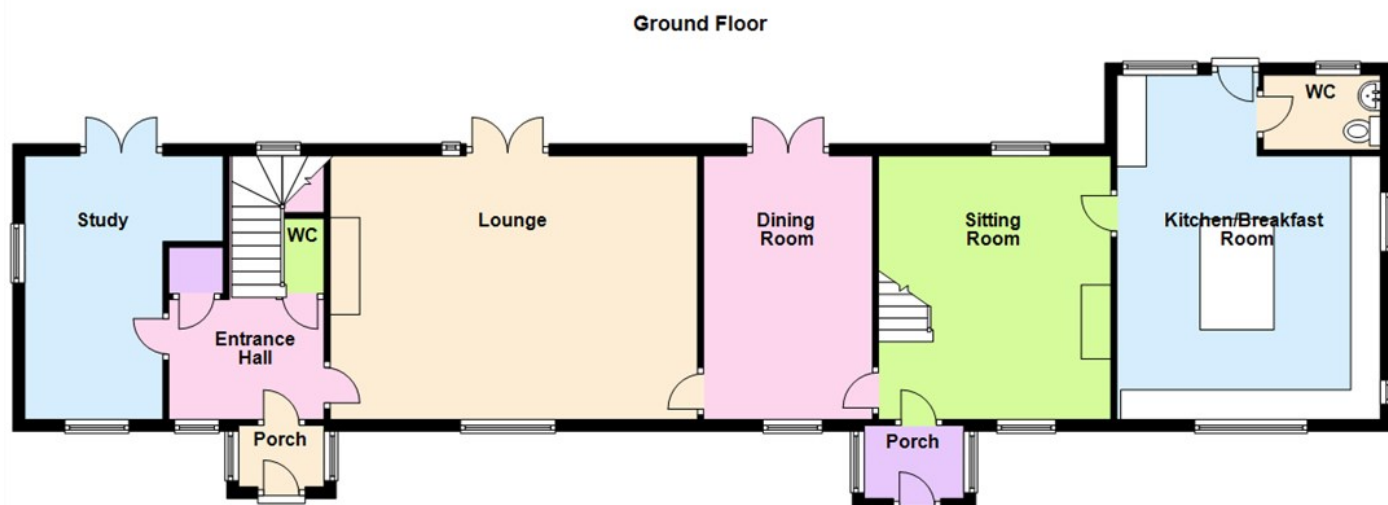 Ground Floor
WC
Study
Lounge
Dining
Room
Sitting
Room
Kitchen/Breakfast
Room
WC
Entrance
Hall
Porch
Porch